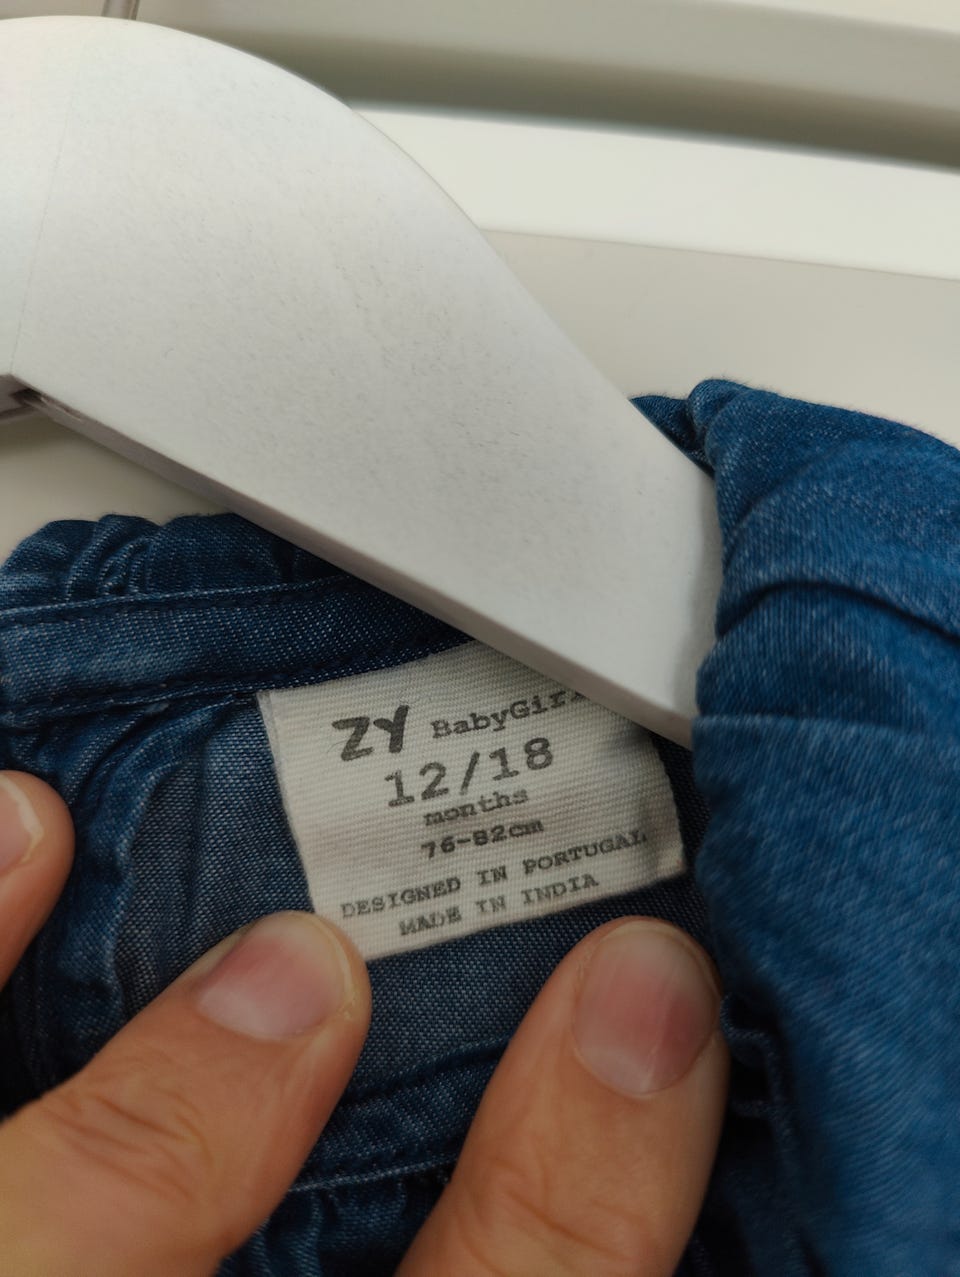 ZY BabyGirl
12/18
months
76-82cm
DESIGNED IN PORTUGAL
MADE IN INDIA